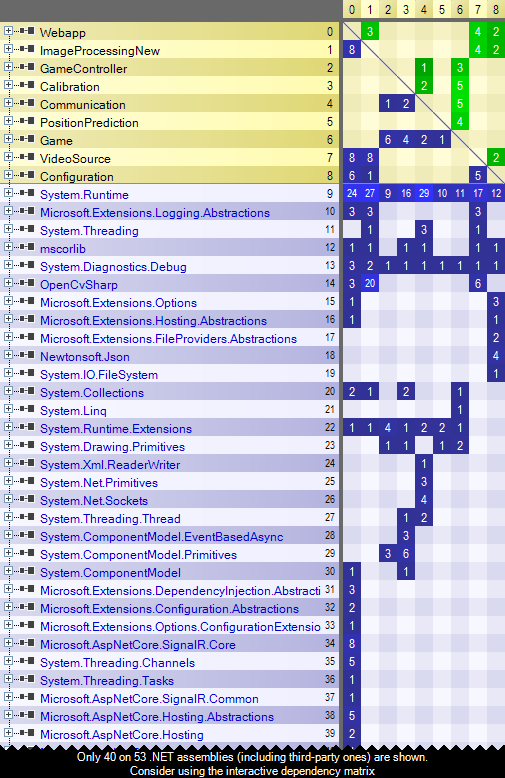 0 1 2 3 4 5 6 7 8
Webapp 0 3 4 2
ImageProcessingNew 1 8 4 2
GameController 2 1 3
Calibration 3 2 5
Communication 4 1 2 5
PositionPrediction 5 4
Game 6 6 4 2 1
VideoSource 7 8 8 2
Configuration 8 6 1 5
System.Runtime 9 24 27 9 16 29 10 11 17 12
Microsoft.Extensions.Logging.Abstractions 10 3 3 3
System.Threading 11 1 3 1
mscorlib 12 1 1 1 1 1 1
System.Diagnostics.Debug 13 3 2 1 1 1 1 1 1 1
OpenCvSharp 14 3 20 6
Microsoft.Extensions.Options 15 1 3
Microsoft.Extensions.Hosting.Abstractions 16 1 1
Microsoft.Extensions.FileProviders.Abstractions 17 2
Newtonsoft.Json 18 4
System.IO.FileSystem 19 1
System.Collections 20 2 1 2 1
System.Linq 21 1
System.Runtime.Extensions 22 1 1 4 1 2 2 1
System.Drawing.Primitives 23 1 1 1 2
System.Xml.ReaderWriter 24 1
System.Net.Primitives 25 3
System.Net.Sockets 26 4
System.Threading.Thread 27 1 2
System.ComponentModel.EventBasedAsync 28 3
System.ComponentModel.Primitives 29 3 6
System.ComponentModel 30 1 1
Microsoft.Extensions.DependencyInjection.Abstracti 31 3
Microsoft.Extensions.Configuration.Abstractions 32 2
Microsoft.Extensions.Options.ConfigurationExtensio 33 1
Microsoft.AspNetCore.SignalR.Core 34 8
System.Threading.Channels 35 5
System.Threading.Tasks 36 1
Microsoft.AspNetCore.SignalR.Common 37 1
Microsoft.AspNetCore.Hosting.Abstractions 38 5
Microsoft.AspNetCore.Hosting 39 2
Only 40 on 53 .NET assemblies (including third-party ones) are shown.
Consider using the interactive dependency matrix